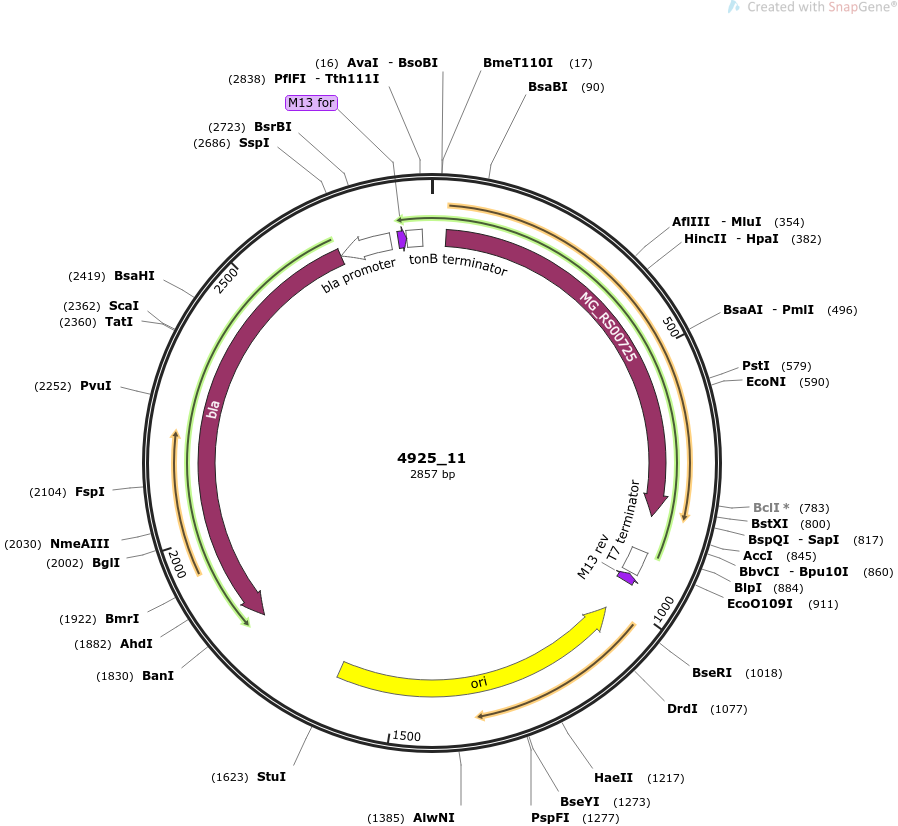 Created with SnapGene®
(16) AvaI - BsoBI
BmeT110I (17)
(2838) PflFI - Tth111I
BsaBI (90)
M13 for
(2723) BsrBI
(2686) SspI
AflIII - MluI (354)
HincII - HpaI (382)
bla promoter
tonB terminator
(2419) BsaHI
2500
(2362) ScaI
(2360) TatI
MG_RS00725
500
BsaAI - PmlI (496)
PstI (579)
EcoNI (590)
(2252) PvuI
bla
4925_11
2857 bp
(2104) FspI
T7 terminator
BclI * (783)
BstXI (800)
BspQI - SapI (817)
(2030) NmeAIII
M13 rev
AccI (845)
(2002) BglI
2000
BbvCI - Bpu10I (860)
BlpI (884)
EcoO109I (911)
(1922) BmrI
1000
(1882) AhdI
(1830) BanI
BseRI (1018)
ori
DrdI (1077)
1500
(1623) StuI
HaeII (1217)
BseYI (1273)
(1385) AlwNI
PspFI (1277)